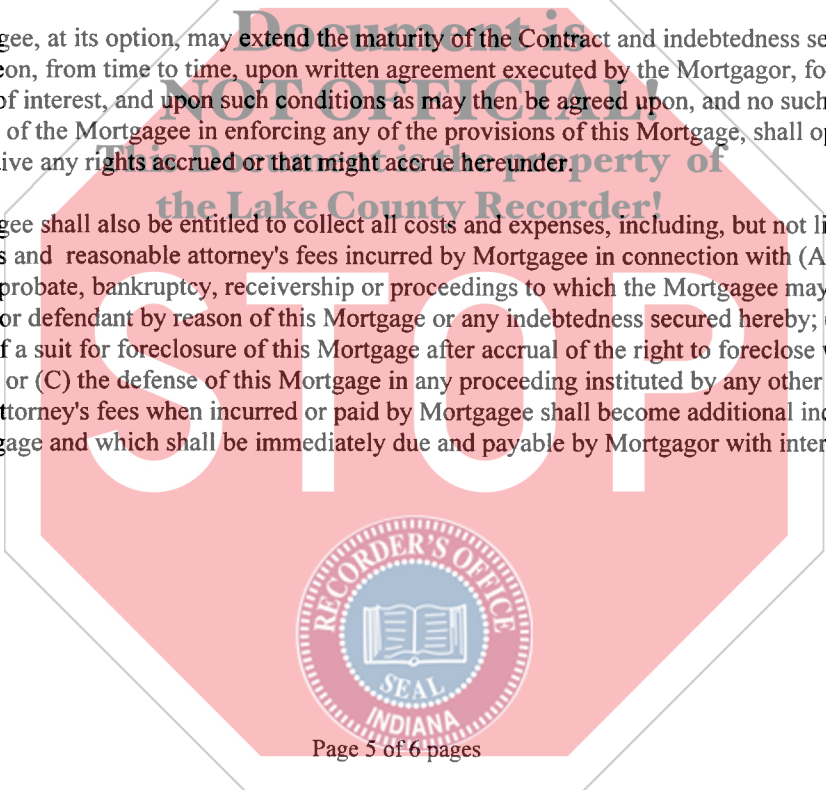 Document is
gee, at its option, may extend the maturity of the Contract and indebtedness se
eon, from time to time, upon written agreement executed by the Mortgagor, fo
of interest, and upon such conditions as may then be agreed upon, and no such
NOT OFFICIAL!
of the Mortgagee in enforcing any of the provisions of this Mortgage, shall op
ive any rights accrued or that might accrue hereunder.
This Document is the property of
the Lake County Recorder!
gee shall also be entitled to collect all costs and expenses, including, but not li
s and reasonable attorney's fees incurred by Mortgagee in connection with (A
probate, bankruptcy, receivership or proceedings to which the Mortgagee may
or defendant by reason of this Mortgage or any indebtedness secured hereby;
f a suit for foreclosure of this Mortgage after accrual of the right to foreclose
or (C) the defense of this Mortgage in any proceeding instituted by any other
ttorney's fees when incurred or paid by Mortgagee shall become additional in
gage and which shall be immediately due and payable by Mortgagor with inter
STOP
RECORDER'S OFFICE
SEAL
INDIANA
Page 5 of 6 pages